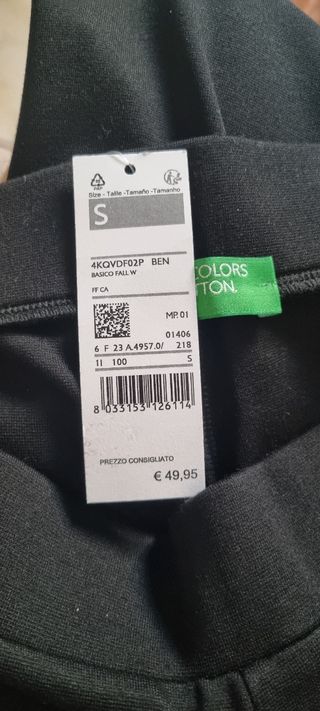 PAP
Size - Taille - Tamaño - Tamanho
S
4KQVDF02P BEN
BASICO FALL W
FF CA
MP. 01
01406
6 F 23 A.4957.0/ 218
11 100 S
8 033153 126114
PREZZO CONSIGLIATO
€ 49,95
COLORS
TTON.